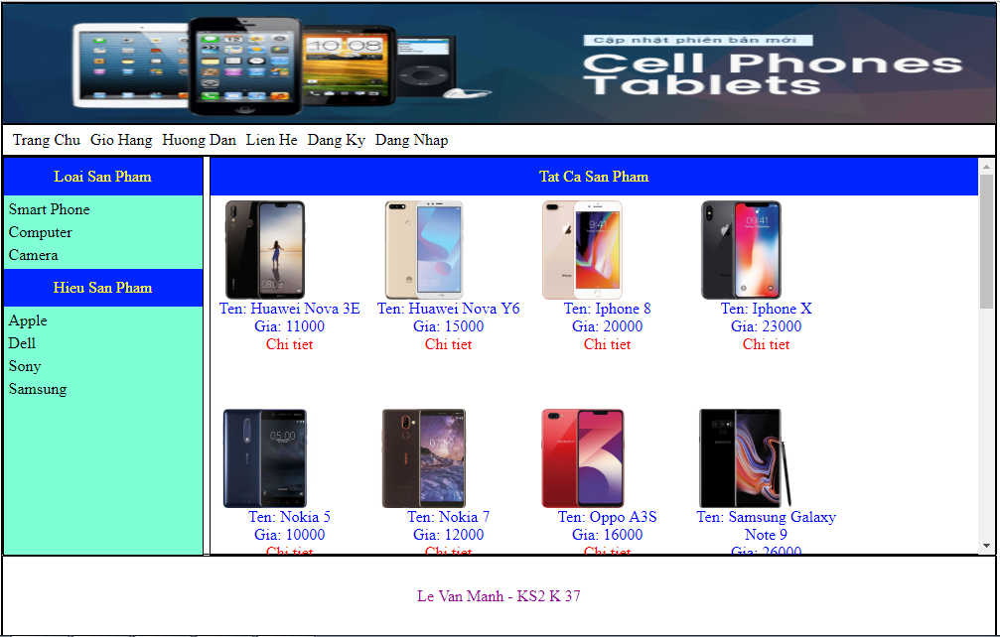 Cập nhật phiên bản mới
Cell Phones
Tablets
Trang Chu Gio Hang Huong Dan Lien He Dang Ky Dang Nhap
Loai San Pham
Smart Phone
Computer
Camera
Hieu San Pham
Apple
Dell
Sony
Samsung
Tat Ca San Pham
Ten: Huawei Nova 3E
Gia: 11000
Chi tiet
Ten: Huawei Nova Y6
Gia: 15000
Chi tiet
Ten: Iphone 8
Gia: 20000
Chi tiet
Ten: Iphone X
Gia: 23000
Chi tiet
Ten: Nokia 5
Gia: 10000
Chi tiet
Ten: Nokia 7
Gia: 12000
Chi tiet
Ten: Oppo A3S
Gia: 16000
Chi tiet
Ten: Samsung Galaxy
Note 9
Gia: 26000
Le Van Manh - KS2 K 37